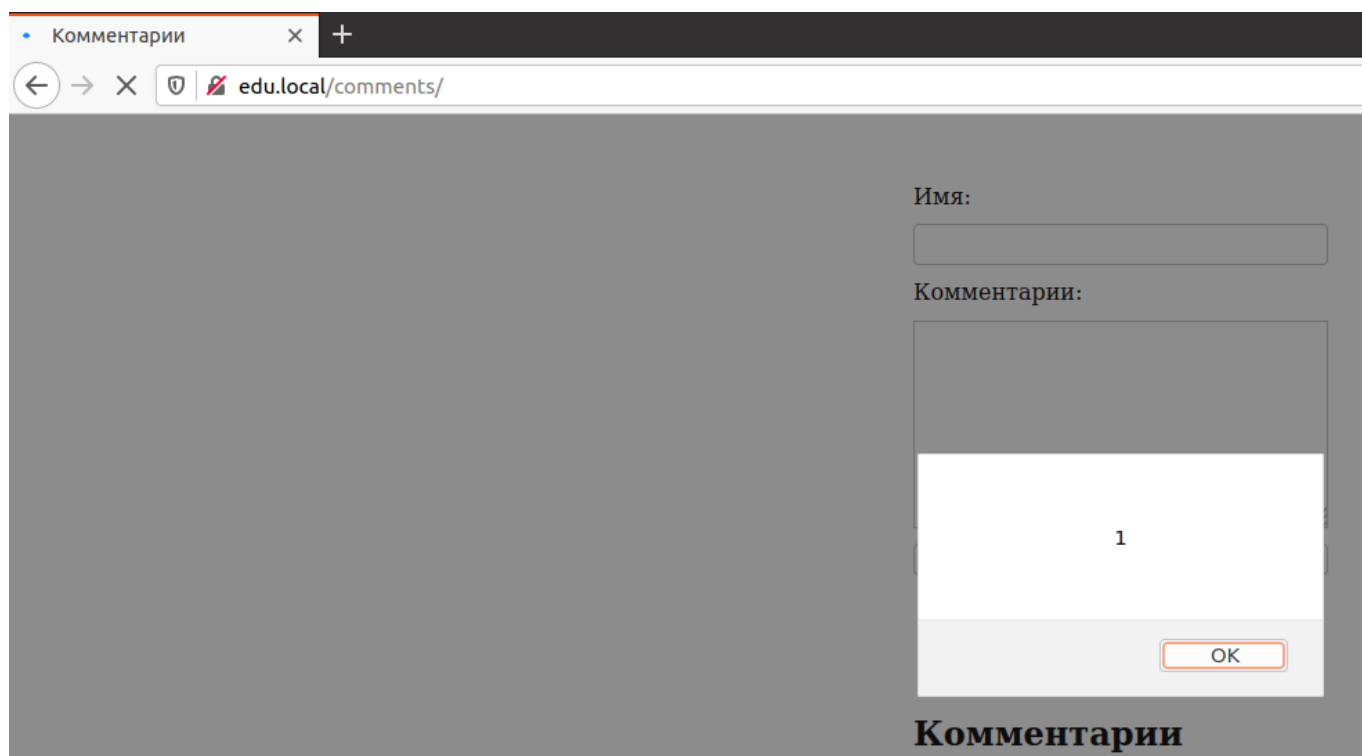 Комментарии
edu.local/comments/
Имя:
Комментарии:
1
OK
Комментарии